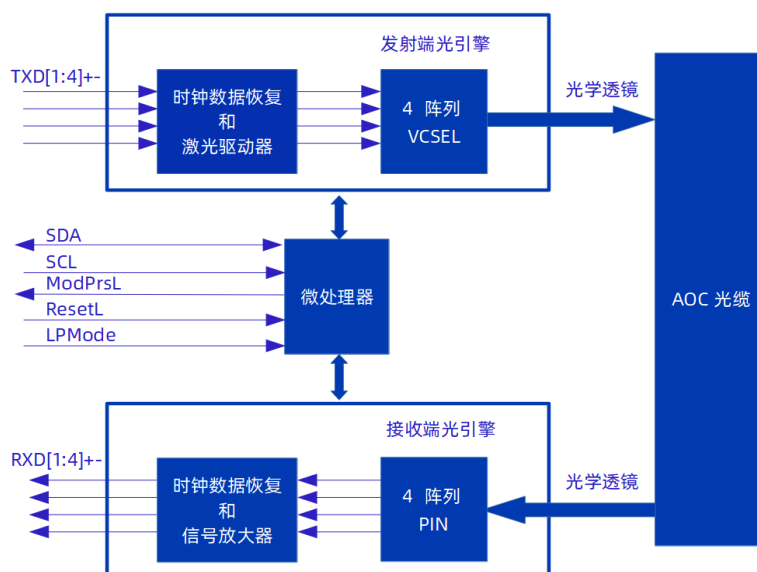 发射端光引擎
TXD[1:4]+-
时钟数据恢复
和
激光驱动器
4 阵列
VCSEL
光学透镜
SDA
SCL
ModPrsL
ResetL
LPMode
微处理器
AOC 光缆
接收端光引擎
RXD[1:4]+-
时钟数据恢复
和
信号放大器
4 阵列
PIN
光学透镜